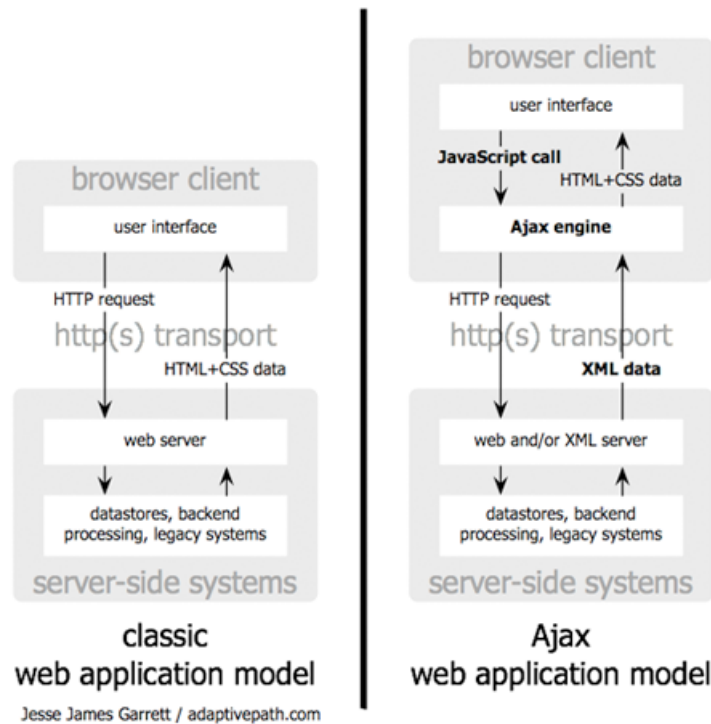 browser client
user interface
HTTP request
http(s) transport
HTML+CSS data
web server
datastores, backend
processing, legacy systems
server-side systems
classic
web application model
Jesse James Garrett / adaptivepath.com
browser client
user interface
JavaScript call
HTML+CSS data
Ajax engine
HTTP request
http(s) transport
XML data
web and/or XML server
datastores, backend
processing, legacy systems
server-side systems
Ajax
web application model